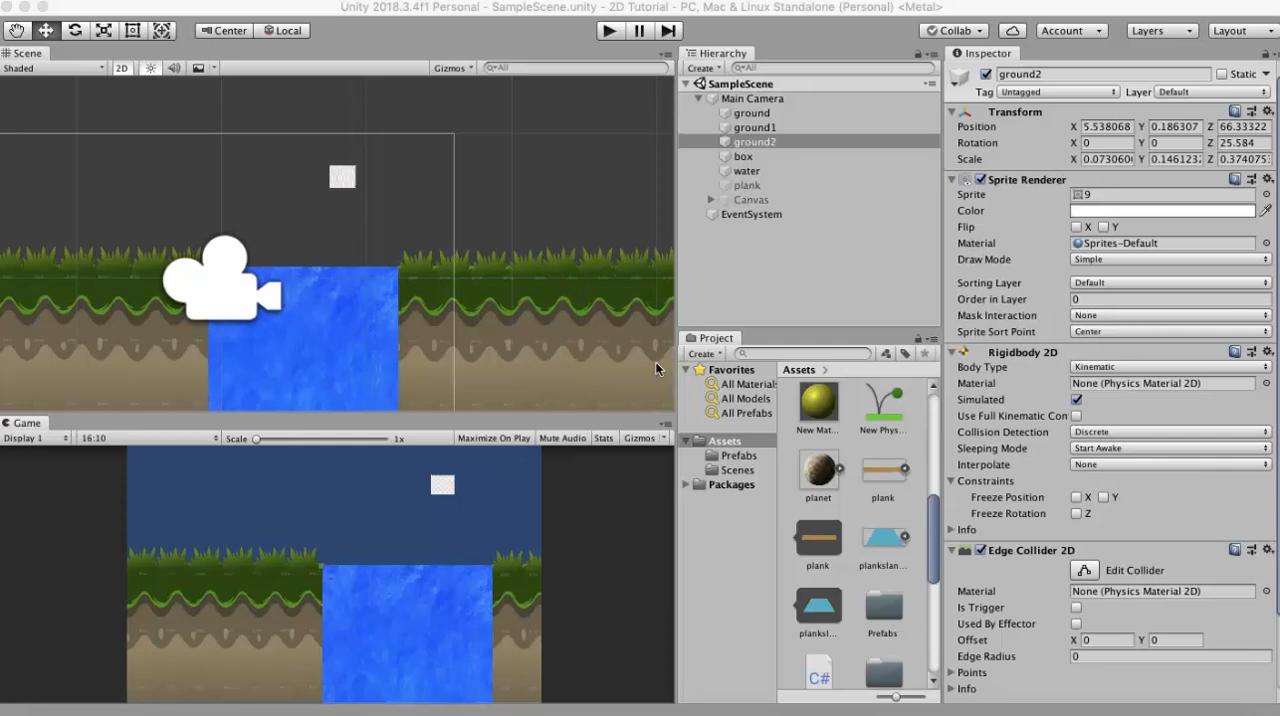 Unity 2018.3.4f1 Personal - SampleScene.unity - 2D Tutorial - PC, Mac & Linux Standalone (Personal) <Metal>
Center Local Collab Account Layers Layout
Scene
Shaded 2D Gizmos All
Game
Display 1 16:10 Scale 1x Maximize On Play Mute Audio Stats Gizmos
Hierarchy
Create All
SampleScene
Main Camera
ground
ground1
ground2
box
water
plank
Canvas
EventSystem
Project
Create
Favorites
All Materials
All Models
All Prefabs
Assets
Prefabs
Scenes
Packages
Assets
New Mat... New Phys...
planet plank
plank plankslan...
planksl... Prefabs
C#
Inspector
ground2 Static
Tag Untagged Layer Default
Transform
Position X 5.538068 Y 0.186307 Z 66.33322
Rotation X 0 Y 0 Z 25.584
Scale X 0.073060 Y 0.146123 Z 0.374075
Sprite Renderer
Sprite 9
Color
Flip X Y
Material Sprites-Default
Draw Mode Simple
Sorting Layer Default
Order in Layer 0
Mask Interaction None
Sprite Sort Point Center
Rigidbody 2D
Body Type Kinematic
Material None (Physics Material 2D)
Simulated
Use Full Kinematic Con
Collision Detection Discrete
Sleeping Mode Start Awake
Interpolate None
Constraints
Freeze Position X Y
Freeze Rotation Z
Info
Edge Collider 2D
Edit Collider
Material None (Physics Material 2D)
Is Trigger
Used By Effector
Offset X 0 Y 0
Edge Radius 0
Points
Info